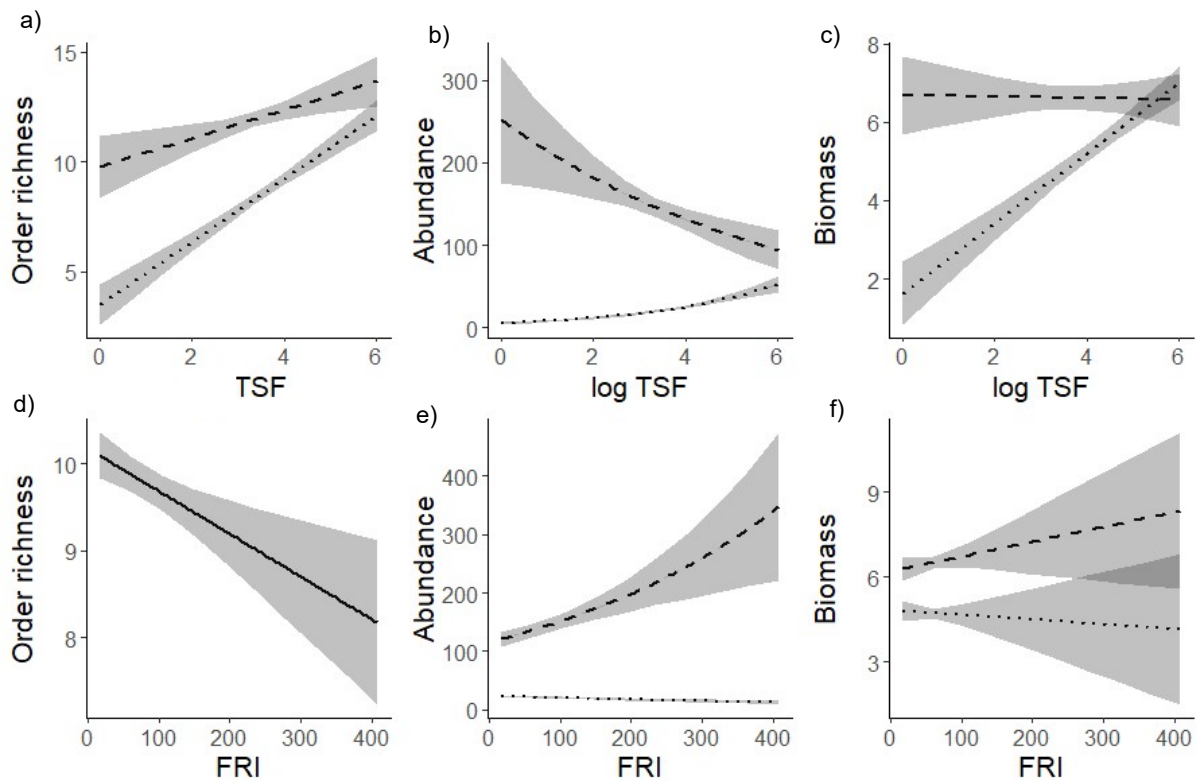 a)
15
10
5
Order richness
0 2 4 6
TSF
b)
300
200
100
0
Abundance
0 2 4 6
log TSF
c)
8
6
4
2
Biomass
0 2 4 6
log TSF
d)
10
9
8
Order richness
0 100 200 300 400
FRI
e)
400
300
200
100
0
Abundance
0 100 200 300 400
FRI
f)
9
6
3
Biomass
0 100 200 300 400
FRI